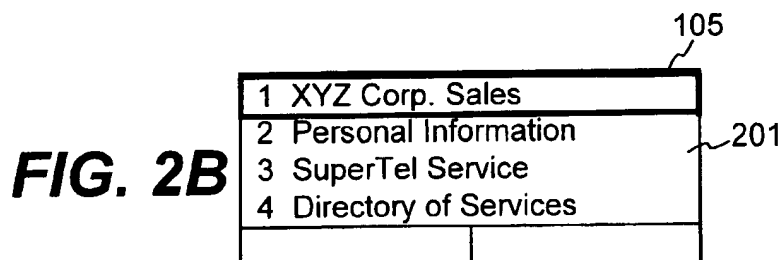 105
1 XYZ Corp. Sales
2 Personal Information
201
3 SuperTel Service
FIG. 2B
4 Directory of Services